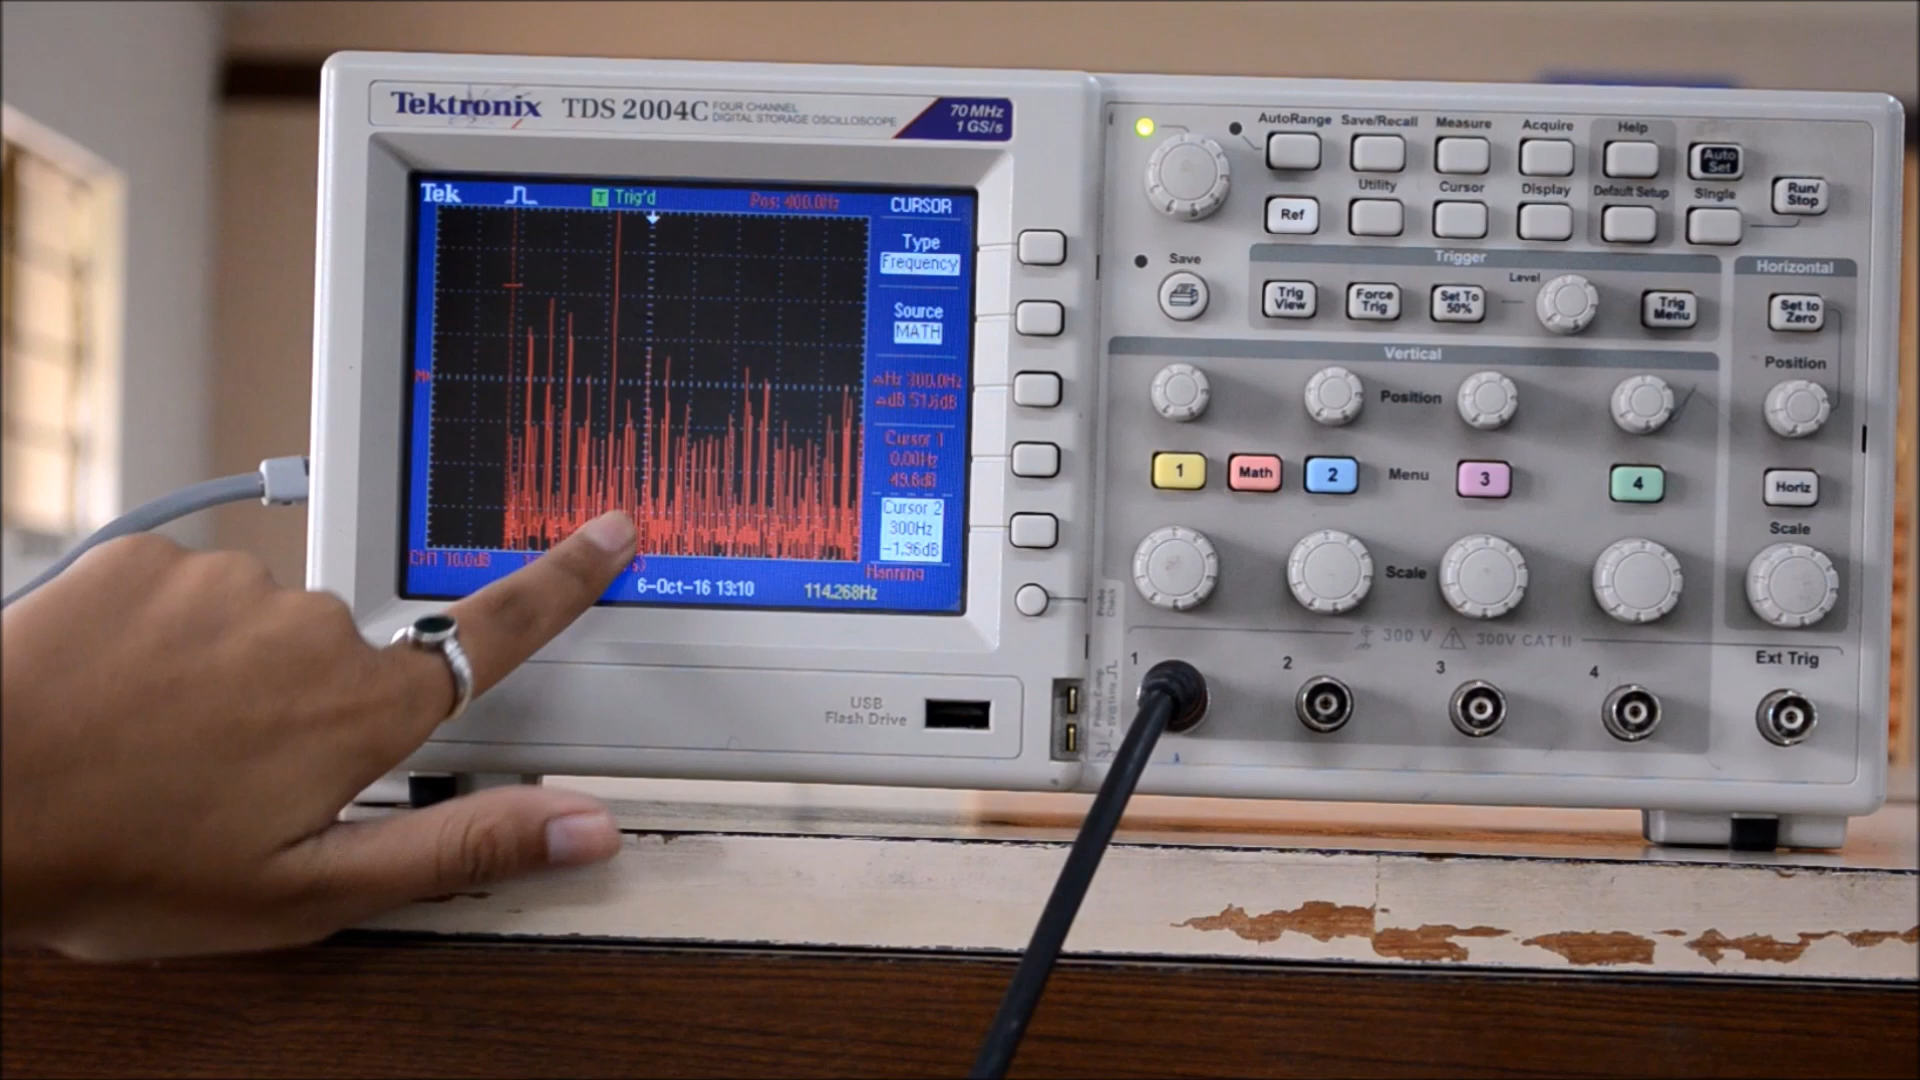 Tektronix TDS 2004C FOUR CHANNEL DIGITAL STORAGE OSCILLOSCOPE
70 MHz
1 GS/s
Tek T Trig'd Pos: 400.0Hz CURSOR
Type
Frequency
Source
MATH
ΔHz 300.0Hz
ΔdB 51.6dB
Cursor 1
0.00Hz
49.6dB
Cursor 2
300Hz
-1.96dB
CH1 10.0dB
Hanning
6-Oct-16 13:10 114.268Hz
USB
Flash Drive
AutoRange Save/Recall Measure Acquire Help
Auto
Set
Ref
Utility Cursor Display Default Setup Single
Run/
Stop
Save
Trigger
Trig
View
Force
Trig
Set To
50%
Level
Trig
Menu
Horizontal
Set to
Zero
Position
Horiz
Scale
Vertical
Position
1 Math 2 Menu 3 4
Scale
300 V 300V CAT II
Probe
Check
1 2 3 4 Ext Trig